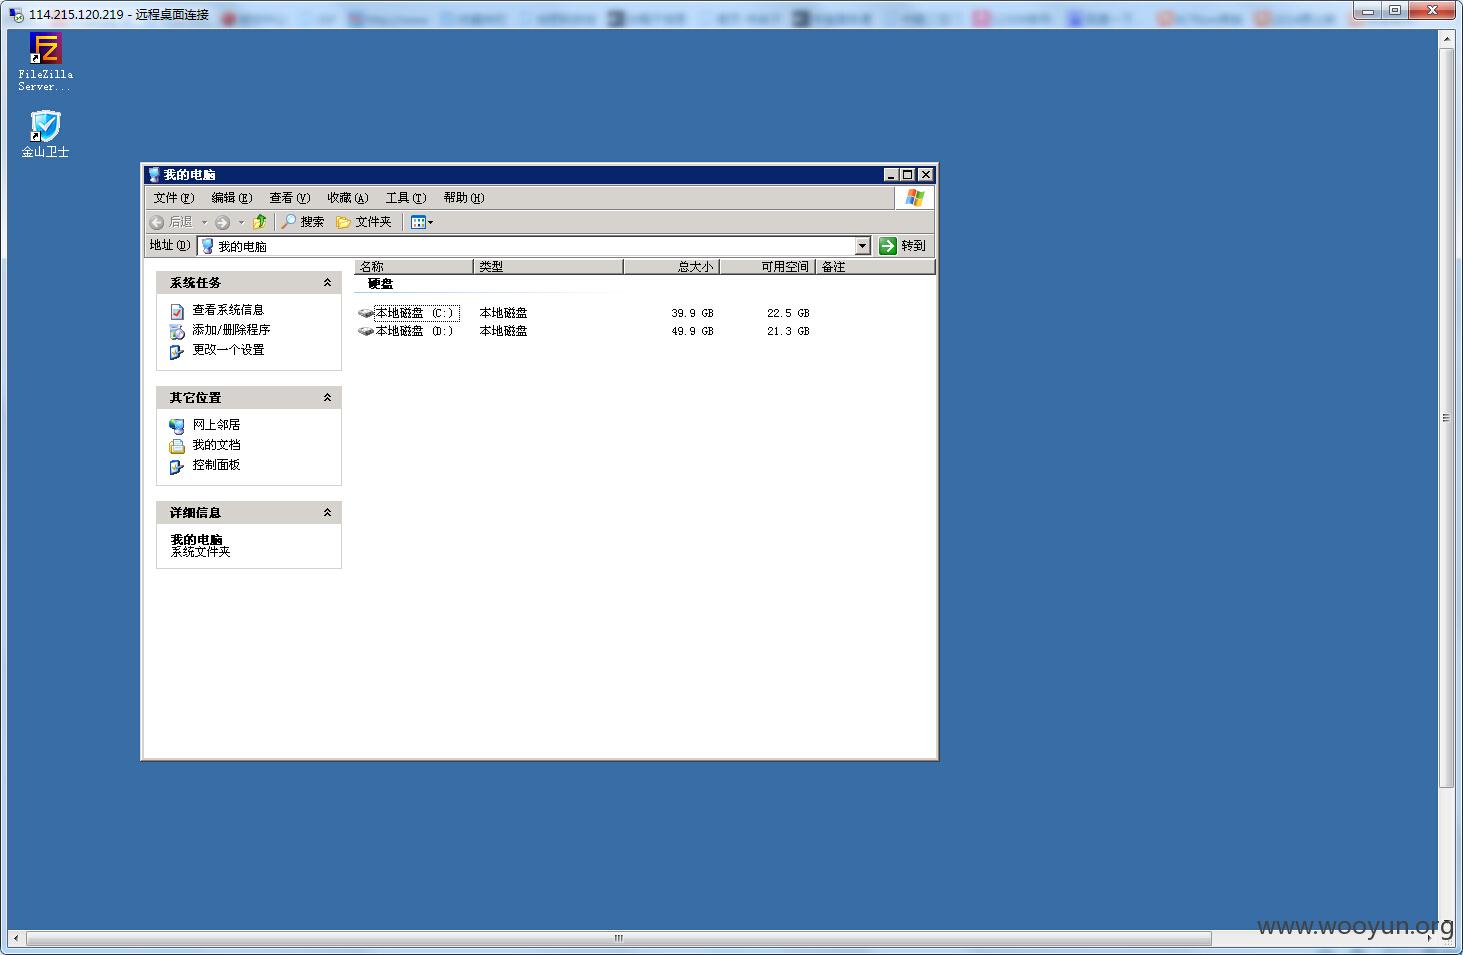 114.215.120.219 - 远程桌面连接
FileZilla
Server...
金山卫士
我的电脑
文件(F) 编辑(E) 查看(V) 收藏(A) 工具(T) 帮助(H)
后退 搜索 文件夹
地址(D) 我的电脑 转到
系统任务
查看系统信息
添加/删除程序
更改一个设置
其它位置
网上邻居
我的文档
控制面板
详细信息
我的电脑
系统文件夹
名称 类型 总大小 可用空间 备注
硬盘
本地磁盘 (C:) 本地磁盘 39.9 GB 22.5 GB
本地磁盘 (D:) 本地磁盘 49.9 GB 21.3 GB
www.wooyun.org